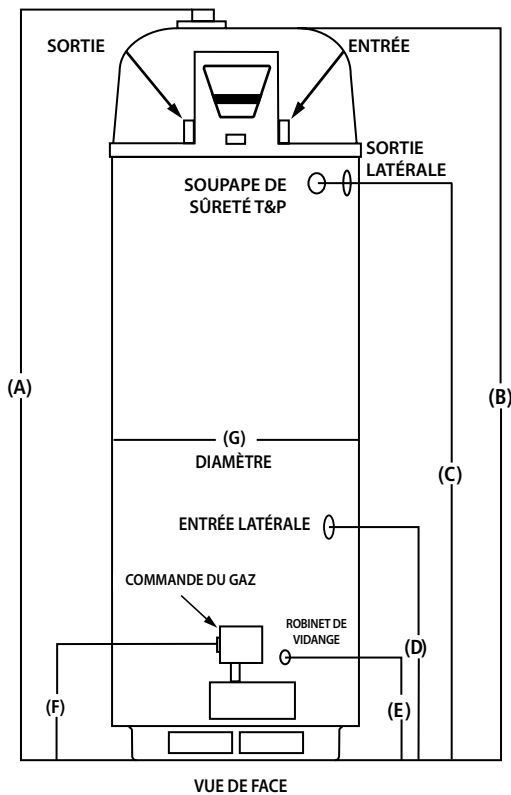 SORTIE
ENTRÉE
SORTIE
LATÉRALE
SOUPAPE DE
SÛRETÉ T&P
(A)
(B)
(G)
DIAMÈTRE
(C)
ENTRÉE LATÉRALE
COMMANDE DU GAZ
ROBINET DE
VIDANGE
(D)
(F)
(E)
VUE DE FACE